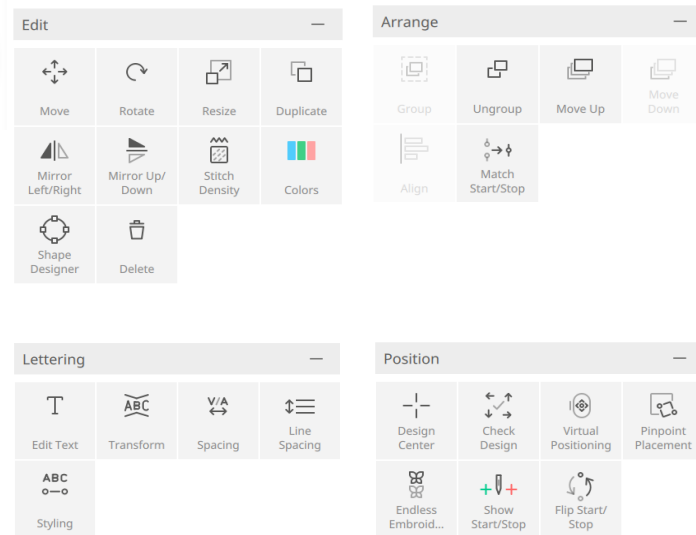 Edit
Move
Rotate
Resize
Duplicate
Mirror
Left/Right
Mirror Up/
Down
Stitch
Density
Colors
Shape
Designer
Delete
Arrange
Group
Ungroup
Move Up
Move
Down
Align
Match
Start/Stop
Lettering
T
Edit Text
ABC
Transform
V/A
Spacing
Line
Spacing
ABC
Styling
Position
Design
Center
Check
Design
Virtual
Positioning
Pinpoint
Placement
Endless
Embroid...
Show
Start/Stop
Flip Start/
Stop